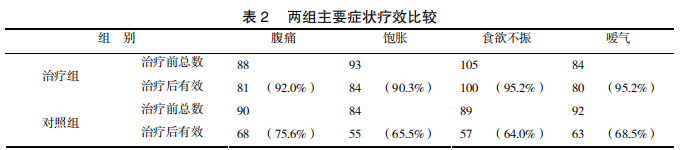 表 2 两组主要症状疗效比较
组 别 腹痛 饱胀 食欲不振 嗳气
治疗前总数 88 93 105 84
治疗组
治疗后有效 81 （92.0%） 84 （90.3%） 100 （95.2%） 80 （95.2%）
治疗前总数 90 84 89 92
对照组
治疗后有效 68 （75.6%） 55 （65.5%） 57 （64.0%） 63 （68.5%）